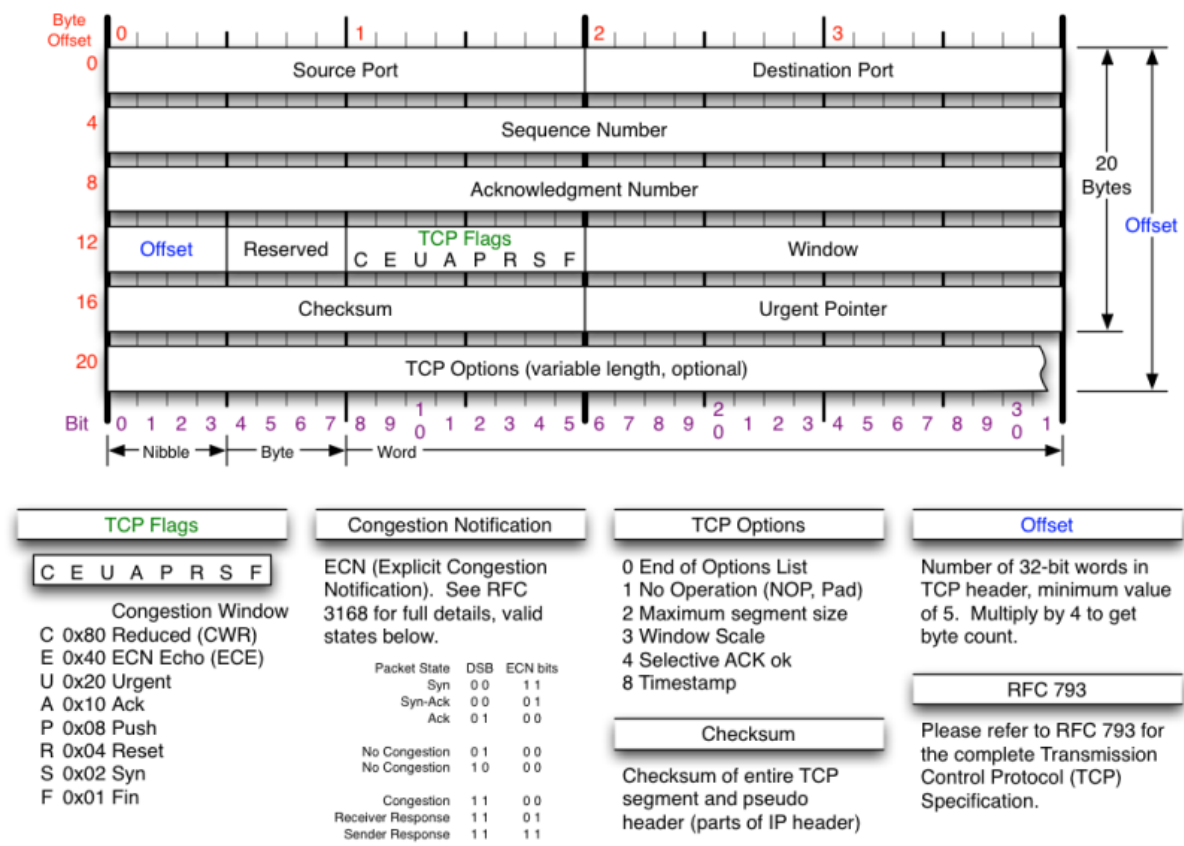 Byte
Offset
0 1 2 3
0 Source Port Destination Port
4 Sequence Number
8 Acknowledgment Number
20
Bytes
Offset
12 Offset Reserved TCP Flags Window
C E U A P R S F
16 Checksum Urgent Pointer
20 TCP Options (variable length, optional)
Bit 0 1 2 3 4 5 6 7 8 9 10 1 2 3 4 5 6 7 8 9 20 1 2 3 4 5 6 7 8 9 30 1
Nibble Byte Word
TCP Flags
C E U A P R S F
Congestion Window
C 0x80 Reduced (CWR)
E 0x40 ECN Echo (ECE)
U 0x20 Urgent
A 0x10 Ack
P 0x08 Push
R 0x04 Reset
S 0x02 Syn
F 0x01 Fin
Congestion Notification
ECN (Explicit Congestion
Notification). See RFC
3168 for full details, valid
states below.
Packet State DSB ECN bits
Syn 0 0 1 1
Syn-Ack 0 0 0 1
Ack 0 1 0 0
No Congestion 0 1 0 0
No Congestion 1 0 0 0
Congestion 1 1 0 0
Receiver Response 1 1 0 1
Sender Response 1 1 1 1
TCP Options
0 End of Options List
1 No Operation (NOP, Pad)
2 Maximum segment size
3 Window Scale
4 Selective ACK ok
8 Timestamp
Checksum
Checksum of entire TCP
segment and pseudo
header (parts of IP header)
Offset
Number of 32-bit words in
TCP header, minimum value
of 5. Multiply by 4 to get
byte count.
RFC 793
Please refer to RFC 793 for
the complete Transmission
Control Protocol (TCP)
Specification.